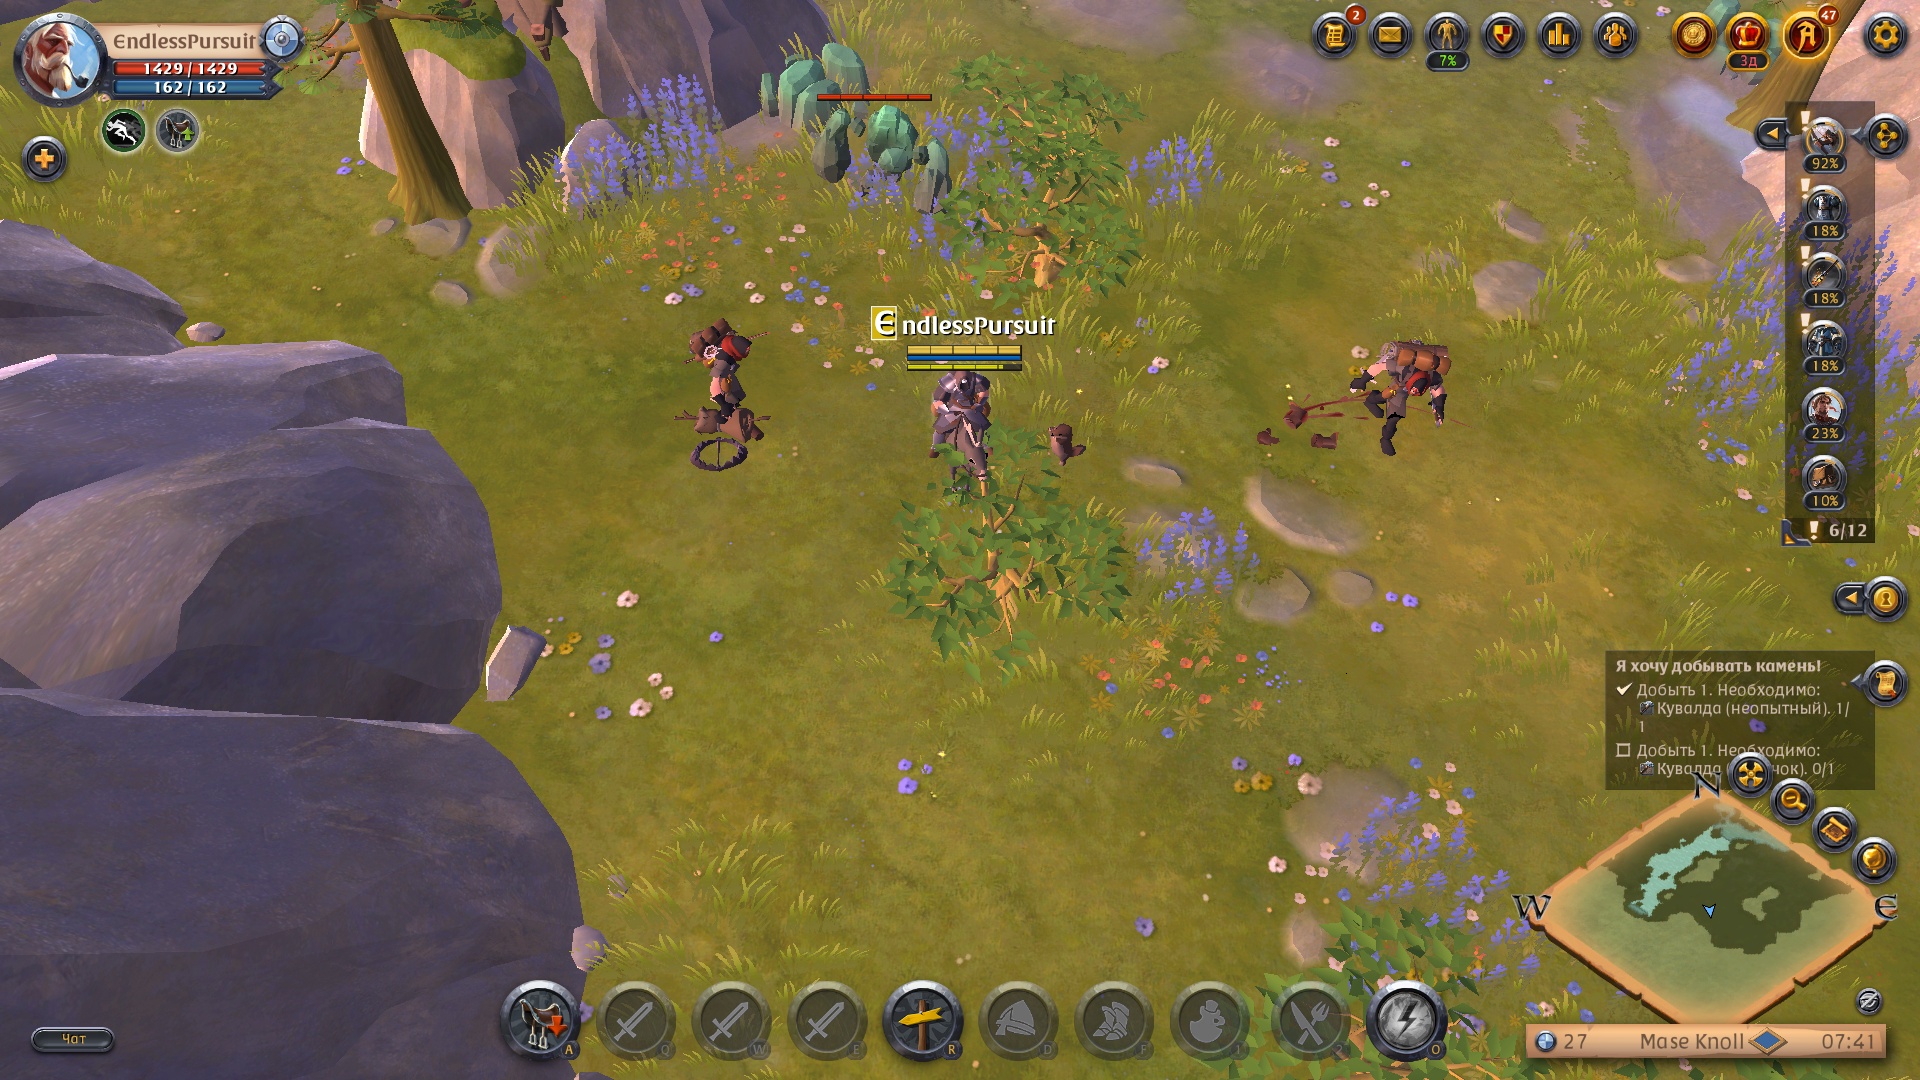 EndlessPursuit
1429 / 1429
162 / 162
2
7%
3д
47
92%
18%
18%
18%
23%
10%
6/12
EndlessPursuit
Я хочу добывать камень!
Добыть 1. Необходимо:
Кувалда (неопытный). 1/
1
Добыть 1. Необходимо:
Кувалда
чок). 0/1
N
W
E
Чат
A
Q
W
E
R
D
F
O
27
Mase Knoll
07:41